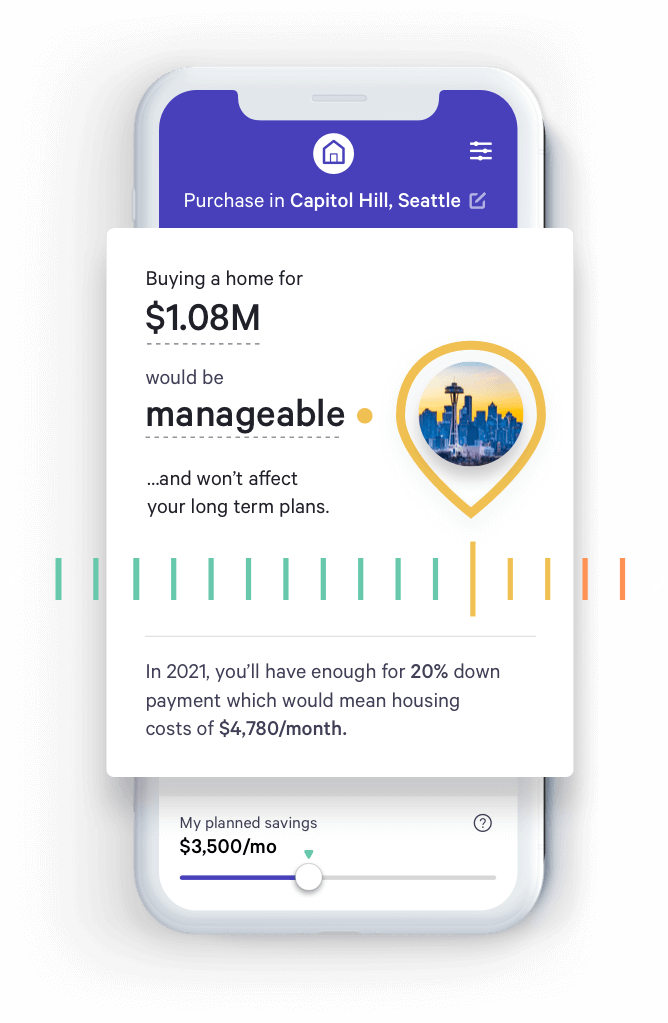 Purchase in Capitol Hill, Seattle
Buying a home for
$1.08M
would be
manageable
...and won’t affect
your long term plans.
In 2021, you’ll have enough for 20% down
payment which would mean housing
costs of $4,780/month.
My planned savings
?
$3,500/mo